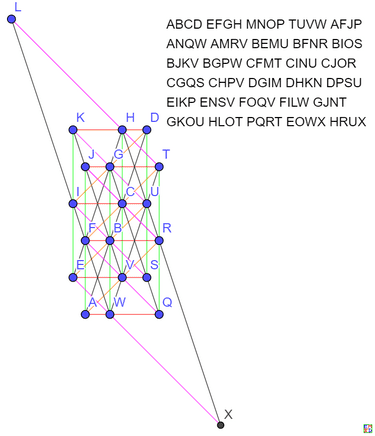 L
ABCD EFGH MNOP TUVW AFJP
ANQW AMRV BEMU BFNR BIOS
BJKV BGPW CFMT CINU CJOR
CGQS CHPV DGIM DHKN DPSU
EIKP ENSV FOQV FILW GJNT
GKOU HLOT PQRT EOWX HRUX
K H D
J G T
I C U
F B R
E V S
A W Q
X